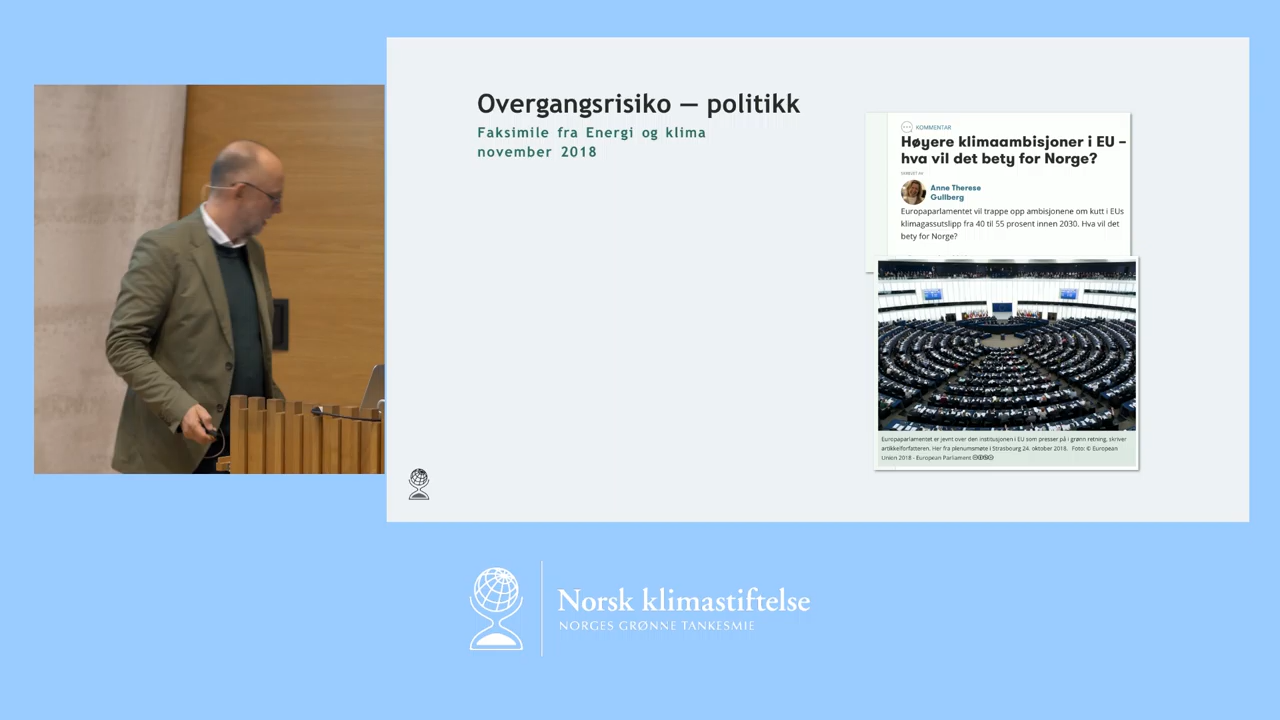 Overgangsrisiko — politikk
Faksimile fra Energi og klima
november 2018
KOMMENTAR
Høyere klimaambisjoner i EU –
hva vil det bety for Norge?
Anne Therese
Gullberg
Europaparlamentet vil trappe opp ambisjonene om kutt i EUs
klimagassutslipp fra 40 til 55 prosent innen 2030. Hva vil det
bety for Norge?
Europaparlamentet er jevnt over den institusjonen i EU som presser på i grønn retning, skriver
artikkelforfatteren. Her fra plenumsmøte i Strasbourg 24. oktober 2018. Foto: © European
Union 2018 - European Parliament
Norsk klimastiftelse
NORGES GRØNNE TANKESMIE